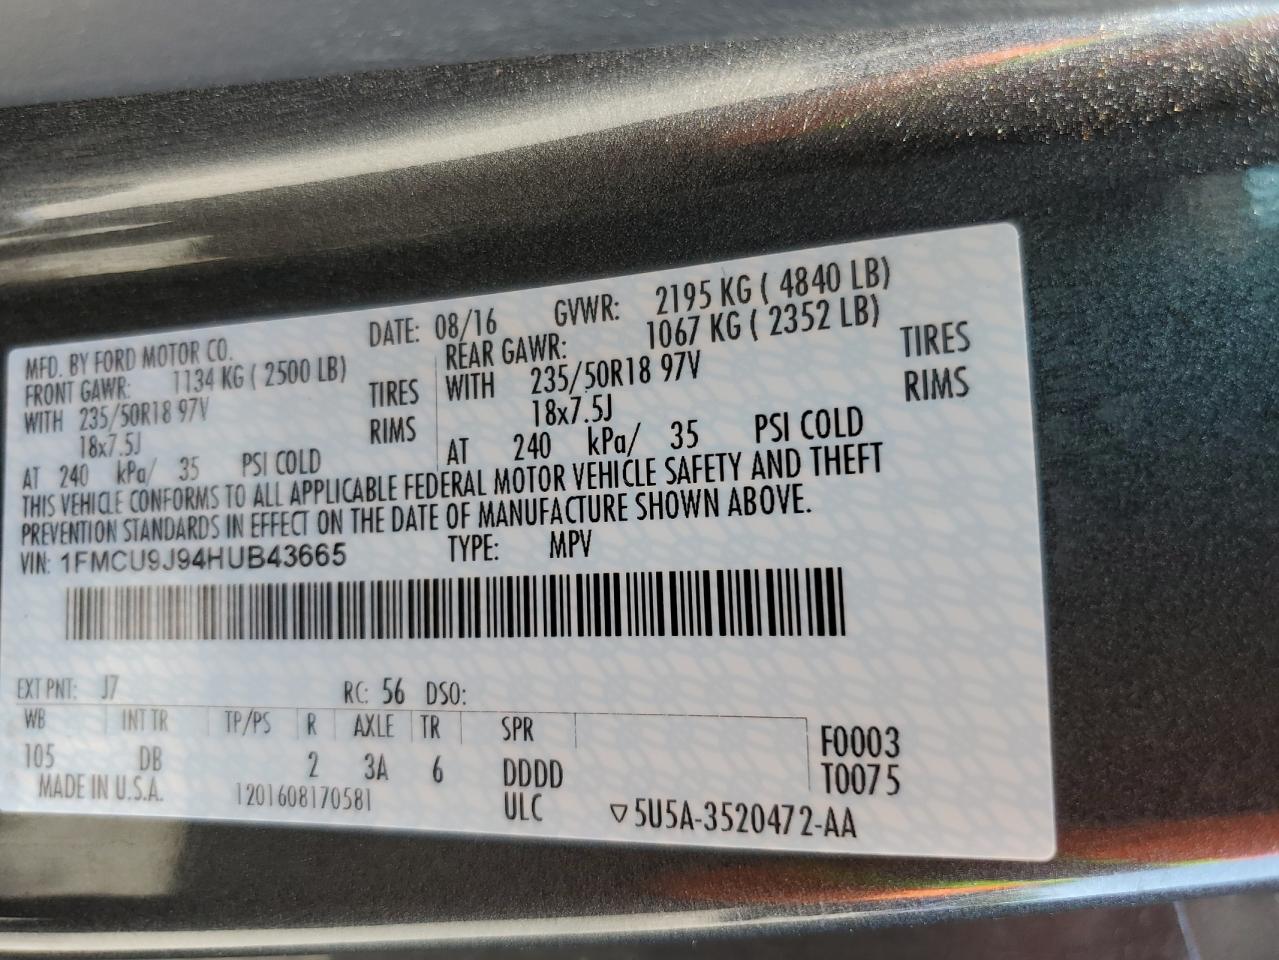 MFD. BY FORD MOTOR CO. DATE: 08/16 GVWR: 2195 KG ( 4840 LB)
FRONT GAWR: 1134 KG ( 2500 LB) REAR GAWR: 1067 KG ( 2352 LB)
WITH 235/50R18 97V TIRES WITH 235/50R18 97V TIRES
18x7.5J RIMS 18x7.5J RIMS
AT 240 kPa/ 35 PSI COLD AT 240 kPa/ 35 PSI COLD
THIS VEHICLE CONFORMS TO ALL APPLICABLE FEDERAL MOTOR VEHICLE SAFETY AND THEFT
PREVENTION STANDARDS IN EFFECT ON THE DATE OF MANUFACTURE SHOWN ABOVE.
VIN: 1FMCU9J94HUB43665 TYPE: MPV
EXT PNT: J7 RC: 56 DSO:
WB INT TR TP/PS R AXLE TR SPR F0003
105 DB 2 3A 6 DDDD T0075
MADE IN U.S.A. 1201608170581 ULC ▽5U5A-3520472-AA